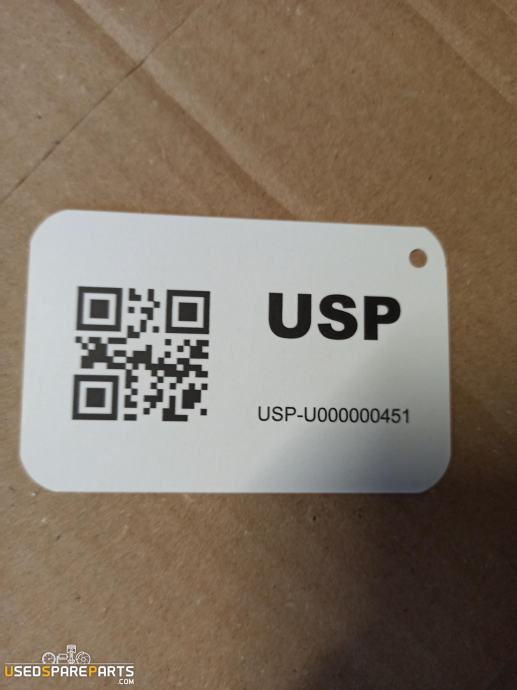 USP
USP-U000000451
USEDSPAREPARTS
.COM